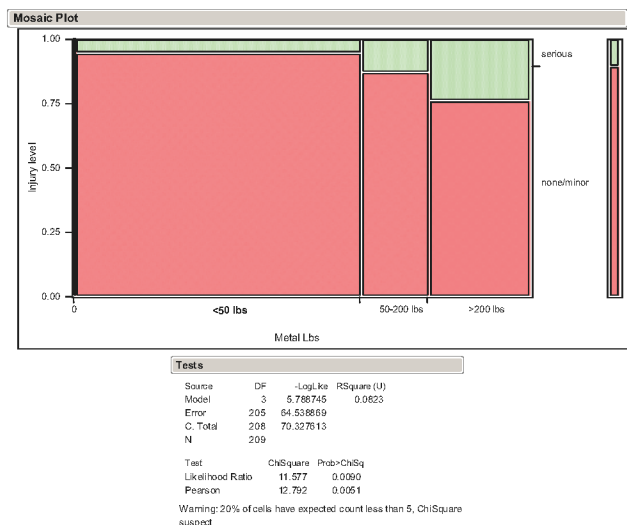 Mosaic Plot
1.00
0.75
0.50
0.25
0.00
Injury level
serious
none/minor
0
<50 lbs
50-200 lbs
>200 lbs
Metal Lbs
Tests
Source DF -LogLike RSquare (U)
Model 3 5.788745 0.0823
Error 205 64.538869
C. Total 208 70.327613
N 209
Test ChiSquare Prob>ChiSq
Likelihood Ratio 11.577 0.0090
Pearson 12.792 0.0051
Warning: 20% of cells have expected count less than 5, ChiSquare
suspect